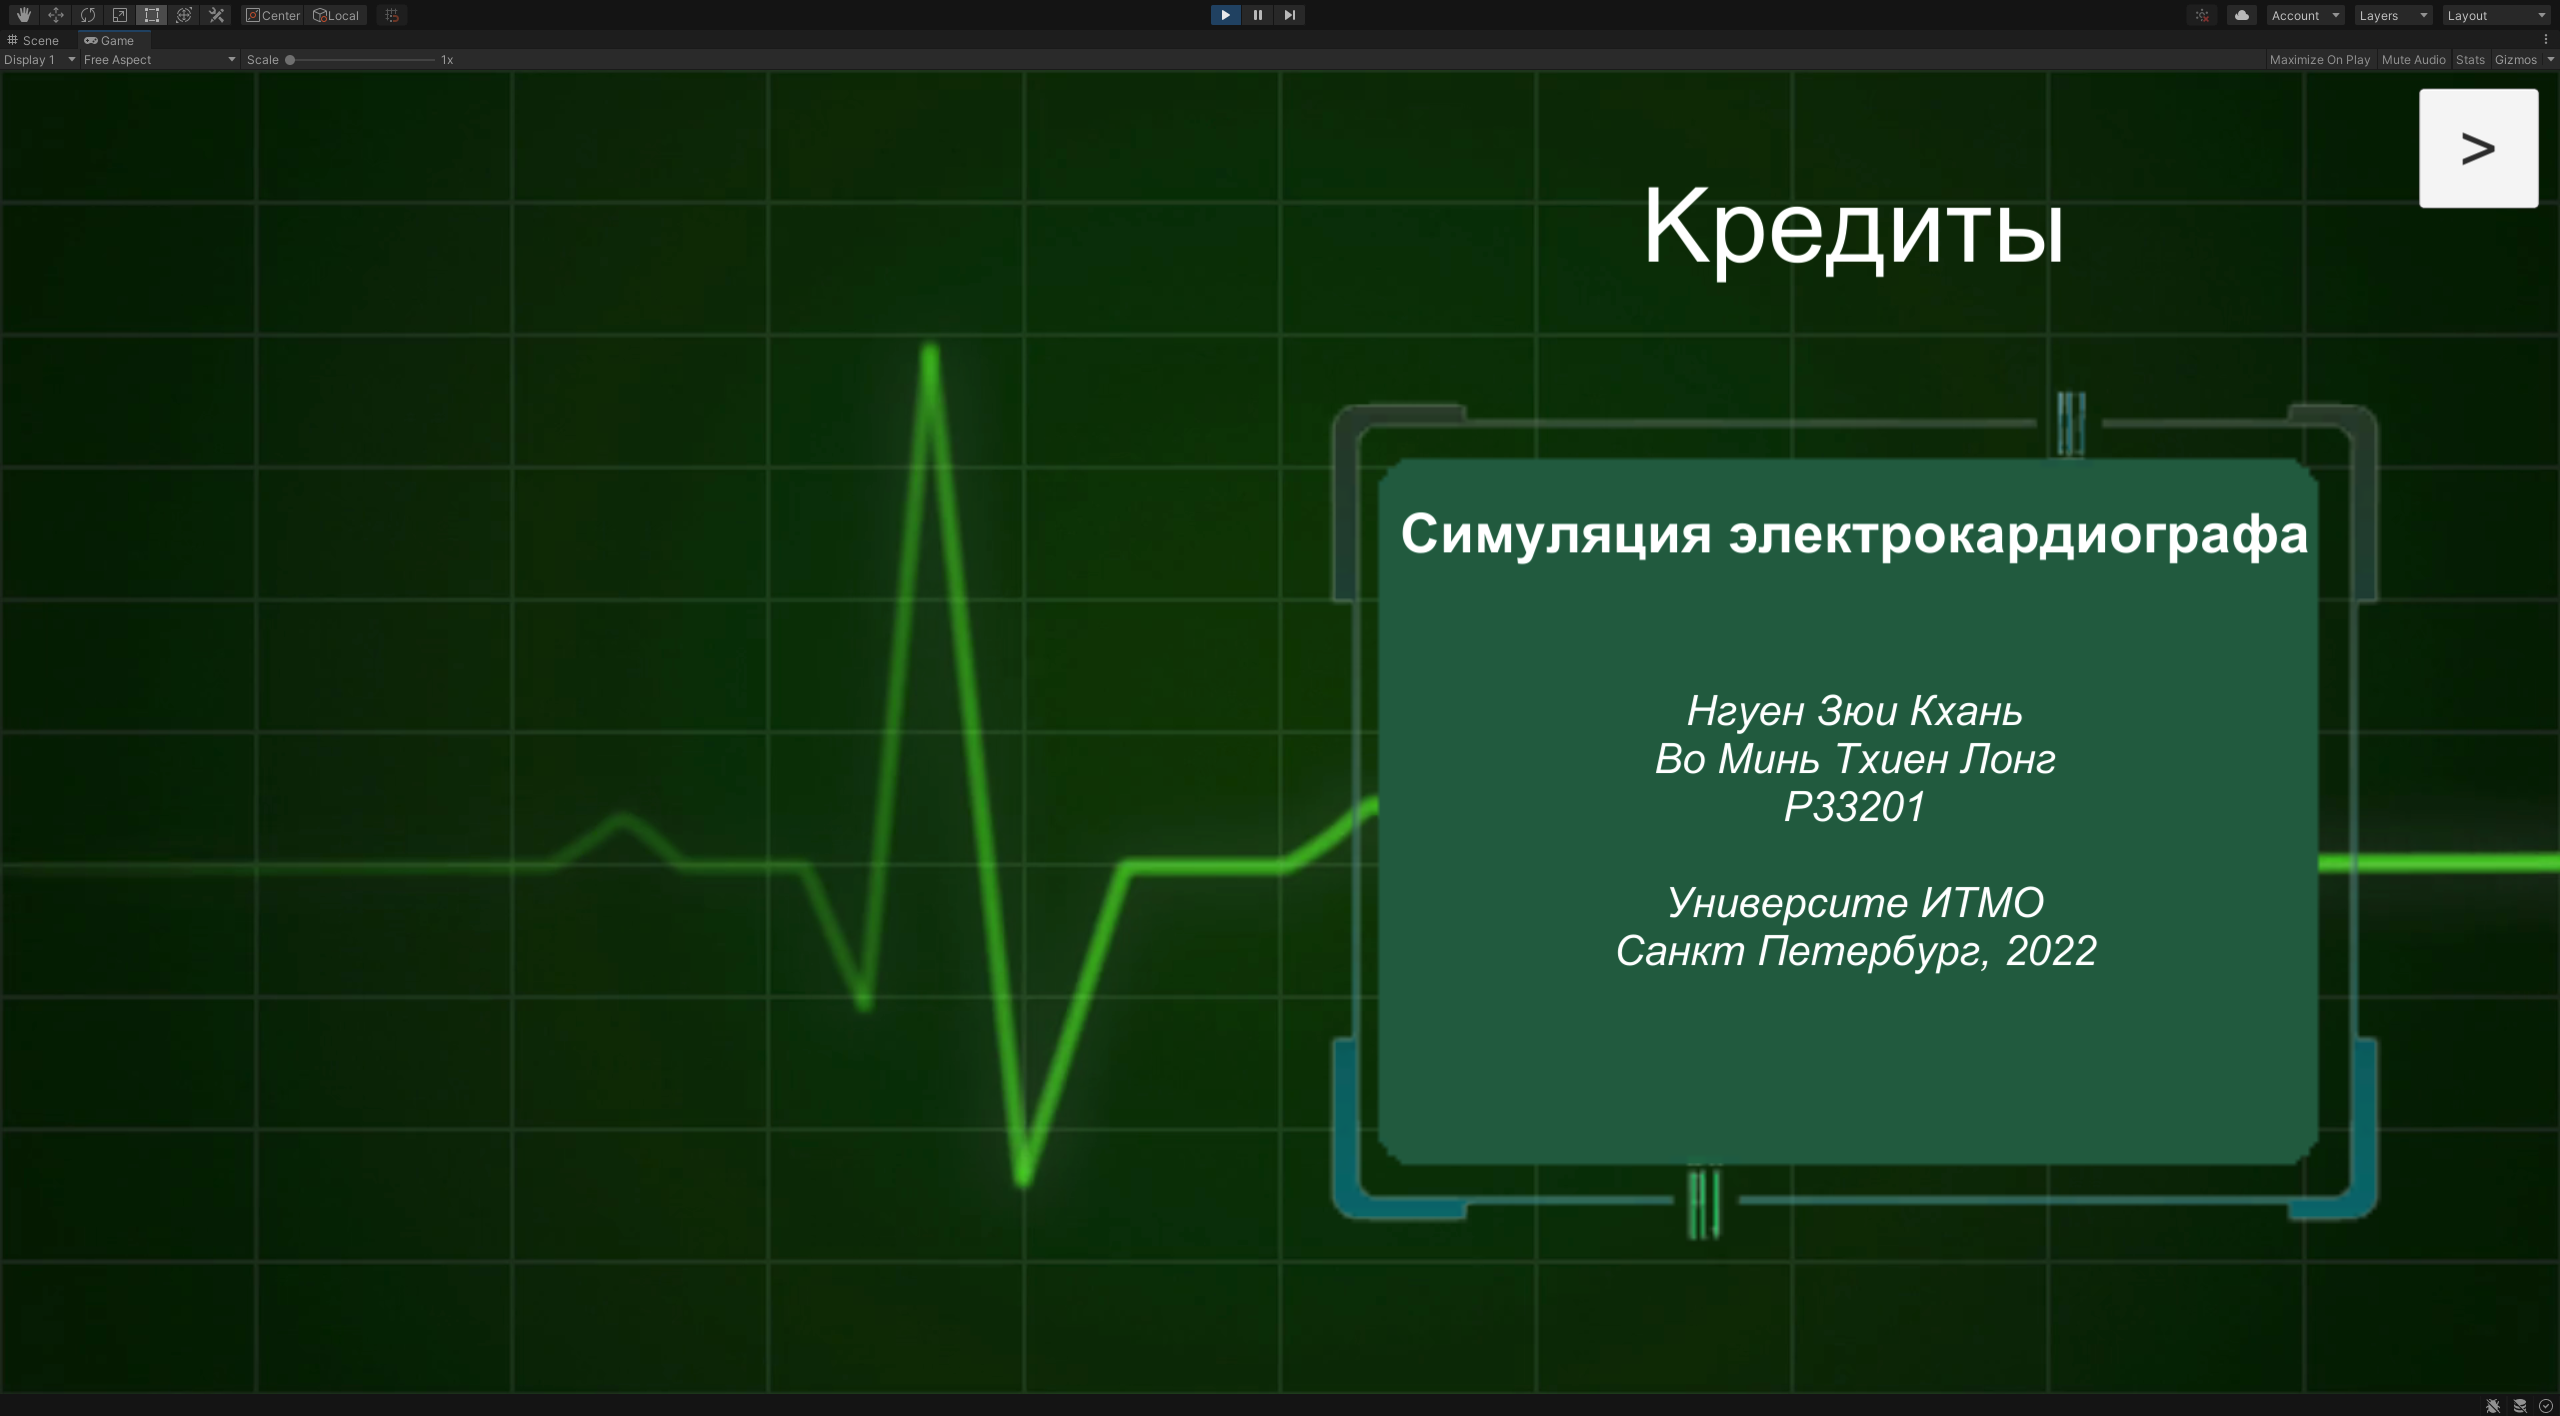 Center
Local
Account
Layers
Layout
Scene
Game
Display 1
Free Aspect
Scale
1x
Maximize On Play
Mute Audio
Stats
Gizmos
>
Кредиты
Симуляция электрокардиографа
Нгуен Зюи Кхань
Во Минь Тхиен Лонг
P33201
Университе ИТМО
Санкт Петербург, 2022